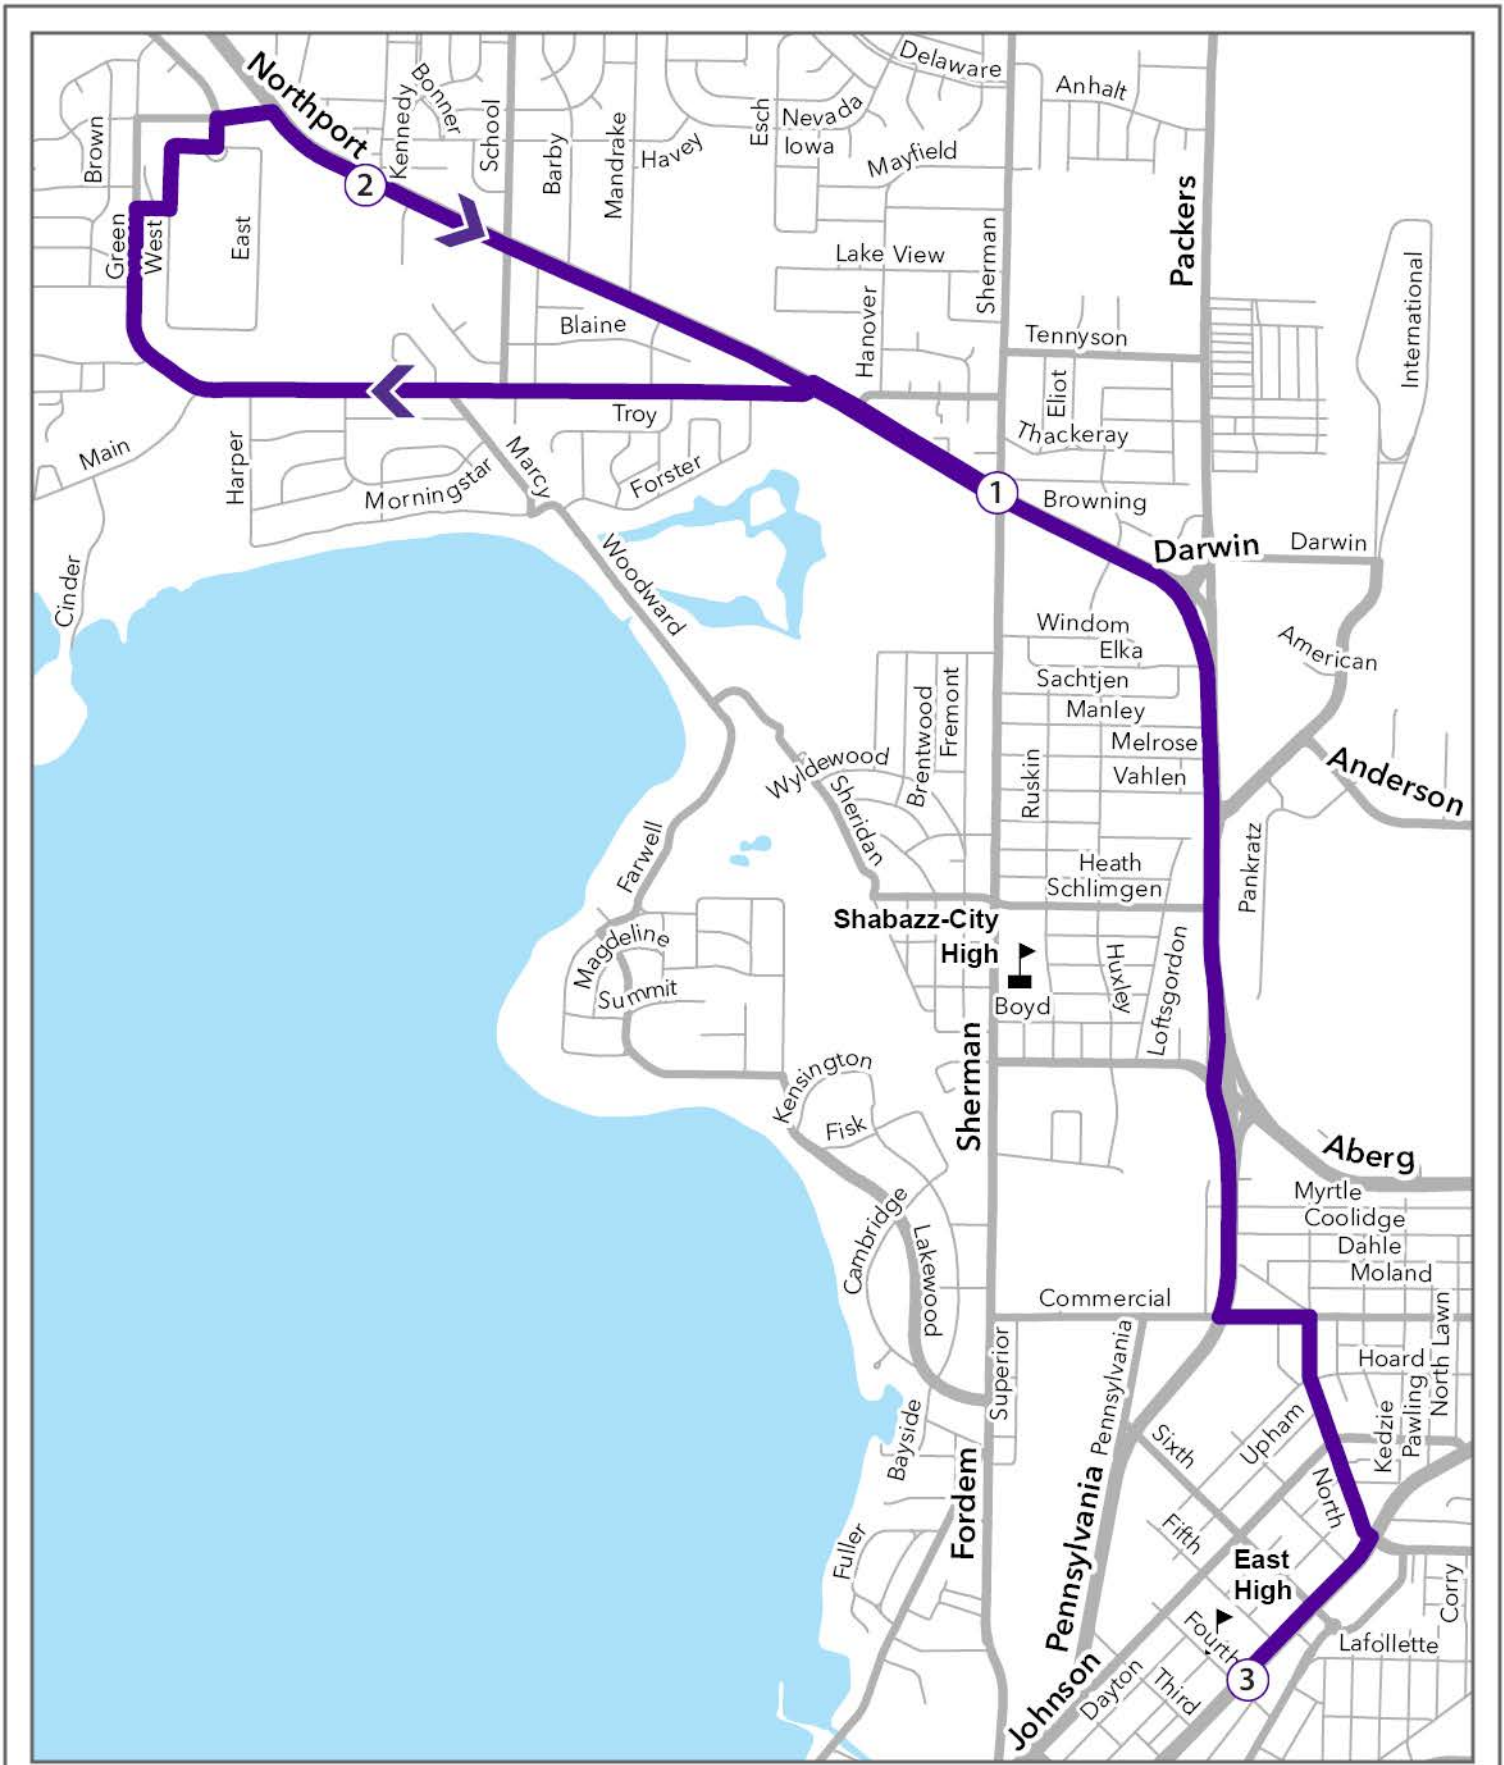 Northport
Delaware
Anhalt
Bonner
Kennedy
School
Brown
Esch
Nevada
Iowa
Mayfield
Barby
Mandrake
Havey
2
Packers
Green
West
East
Lake View
Sherman
International
Blaine
Hanover
Tennyson
Eliot
Troy
Thackeray
Main
Harper
Marcy
Morningstar
Forster
1
Browning
Darwin
Darwin
Cinder
Woodward
Windom
Elka
American
Sachtjen
Manley
Brentwood
Fremont
Melrose
Wyldewood
Vahlen
Ruskin
Anderson
Sheridan
Farwell
Pankratz
Heath
Schlimgen
Shabazz-City
High
Magdeline
Summit
Huxley
Loftsgordon
Boyd
Sherman
Kensington
Fisk
Aberg
Myrtle
Coolidge
Dahle
Moland
Cambridge
Lakewood
Commercial
Superior
Pennsylvania
Hoard
North Lawn
Pawling
Kedzie
Bayside
Sixth
Upham
North
Fordem
Pennsylvania
Fifth
Fuller
East
High
Corry
Fourth
Lafollette
3
Johnson
Dayton
Third